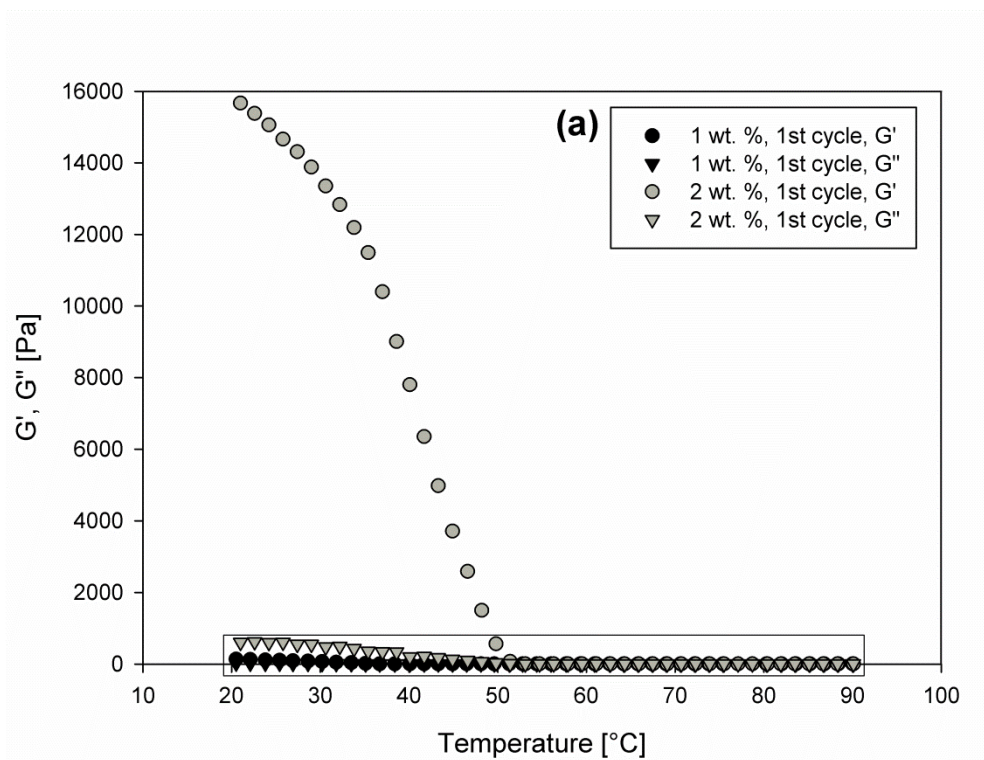 (a)
1 wt. %, 1st cycle, G'
1 wt. %, 1st cycle, G"
2 wt. %, 1st cycle, G'
2 wt. %, 1st cycle, G"
G', G" [Pa]
16000
14000
12000
10000
8000
6000
4000
2000
0
10 20 30 40 50 60 70 80 90 100
Temperature [°C]